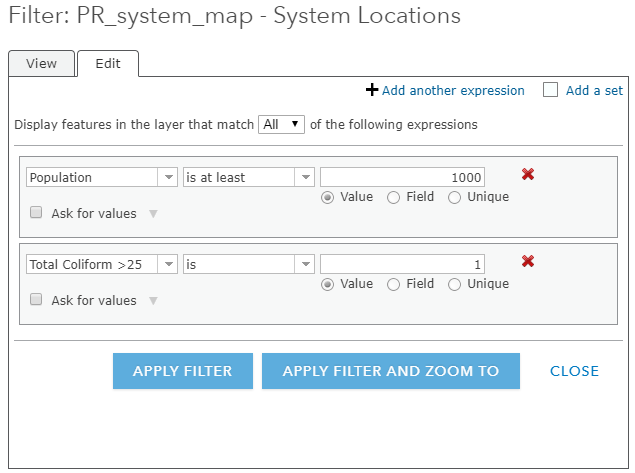 Filter: PR_system_map - System Locations
View Edit
Add another expression Add a set
Display features in the layer that match All of the following expressions
Population is at least 1000
Value Field Unique
Ask for values
Total Coliform >25 is 1
Value Field Unique
Ask for values
APPLY FILTER APPLY FILTER AND ZOOM TO CLOSE